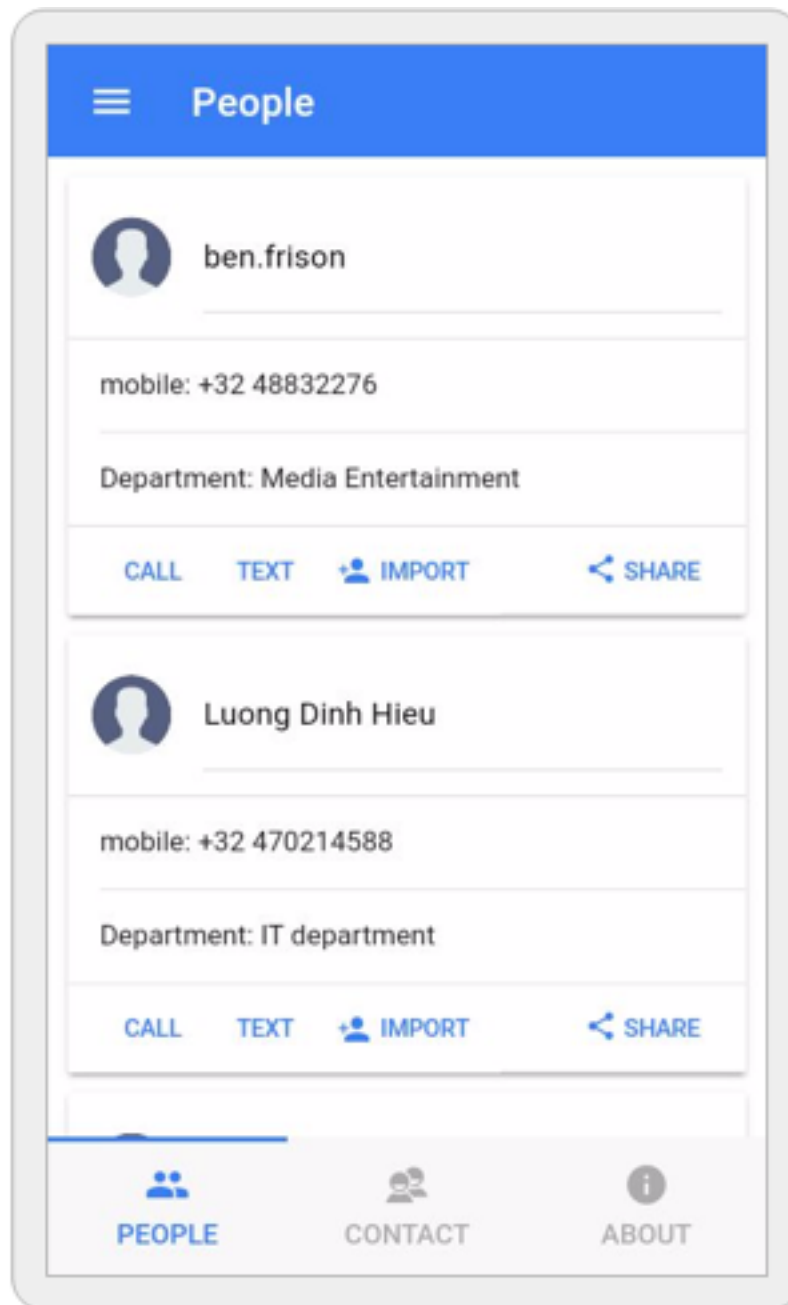 People
ben.frison
mobile: +32 48832276
Department: Media Entertainment
CALL TEXT IMPORT SHARE
Luong Dinh Hieu
mobile: +32 470214588
Department: IT department
CALL TEXT IMPORT SHARE
PEOPLE CONTACT ABOUT